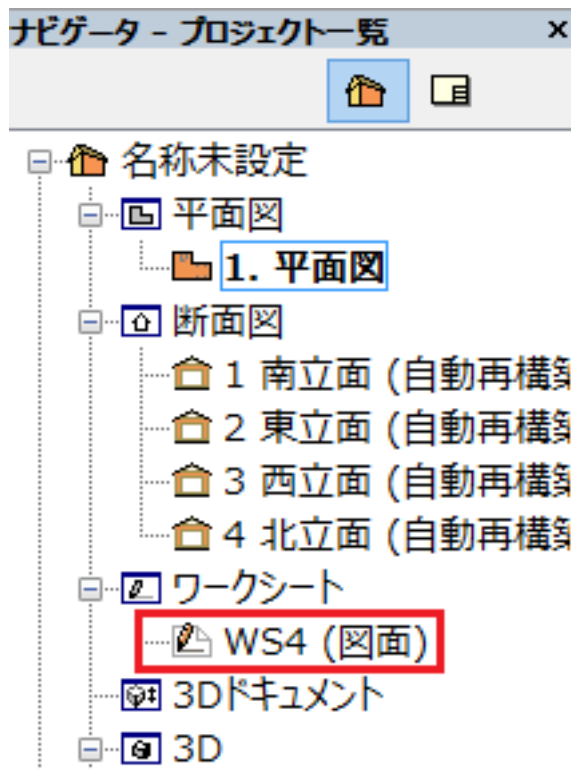 ナビゲータ - プロジェクト一覧 ×
名称未設定
平面図
1. 平面図
断面図
1 南立面 (自動再構築
2 東立面 (自動再構築
3 西立面 (自動再構築
4 北立面 (自動再構築
ワークシート
WS4 (図面)
3Dドキュメント
3D